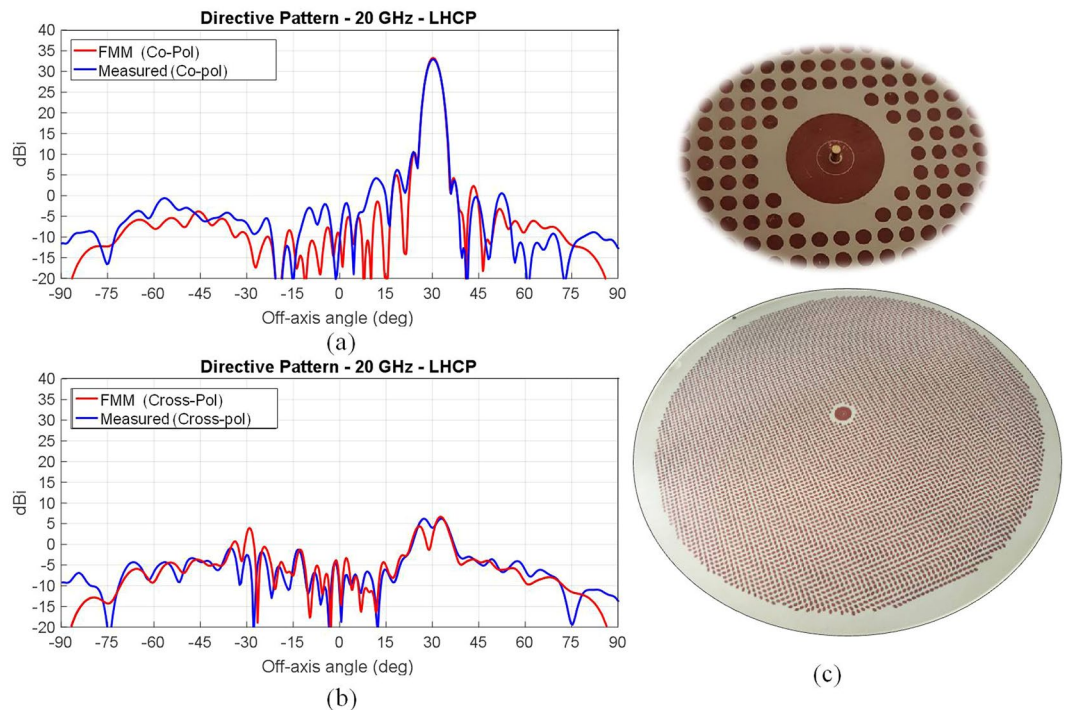 Directive Pattern - 20 GHz - LHCP
40
35
30
25
20
15
10
5
0
-5
-10
-15
-20
dBi
FMM (Co-Pol)
Measured (Co-pol)
-90 -75 -60 -45 -30 -15 0 15 30 45 60 75 90
Off-axis angle (deg)
(a)
Directive Pattern - 20 GHz - LHCP
40
35
30
25
20
15
10
5
0
-5
-10
-15
-20
dBi
FMM (Cross-Pol)
Measured (Cross-pol)
-90 -75 -60 -45 -30 -15 0 15 30 45 60 75 90
Off-axis angle (deg)
(b)
(c)